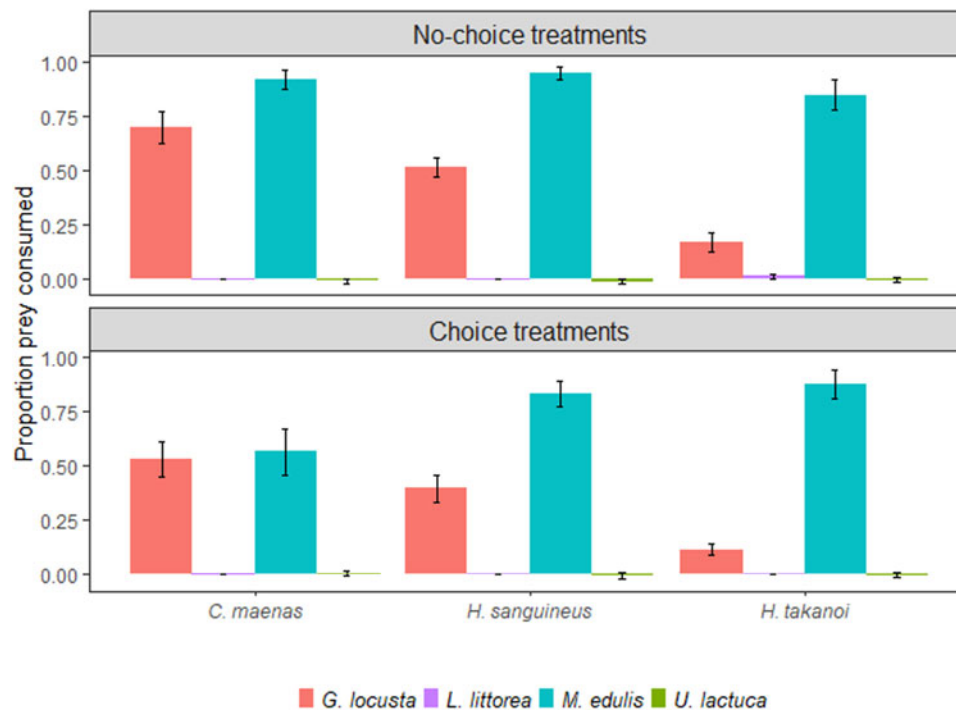 No-choice treatments
1.00
0.75
0.50
0.25
0.00
Proportion prey consumed
Choice treatments
1.00
0.75
0.50
0.25
0.00
C. maenas H. sanguineus H. takanoi
G. locusta L. littorea M. edulis U. lactuca